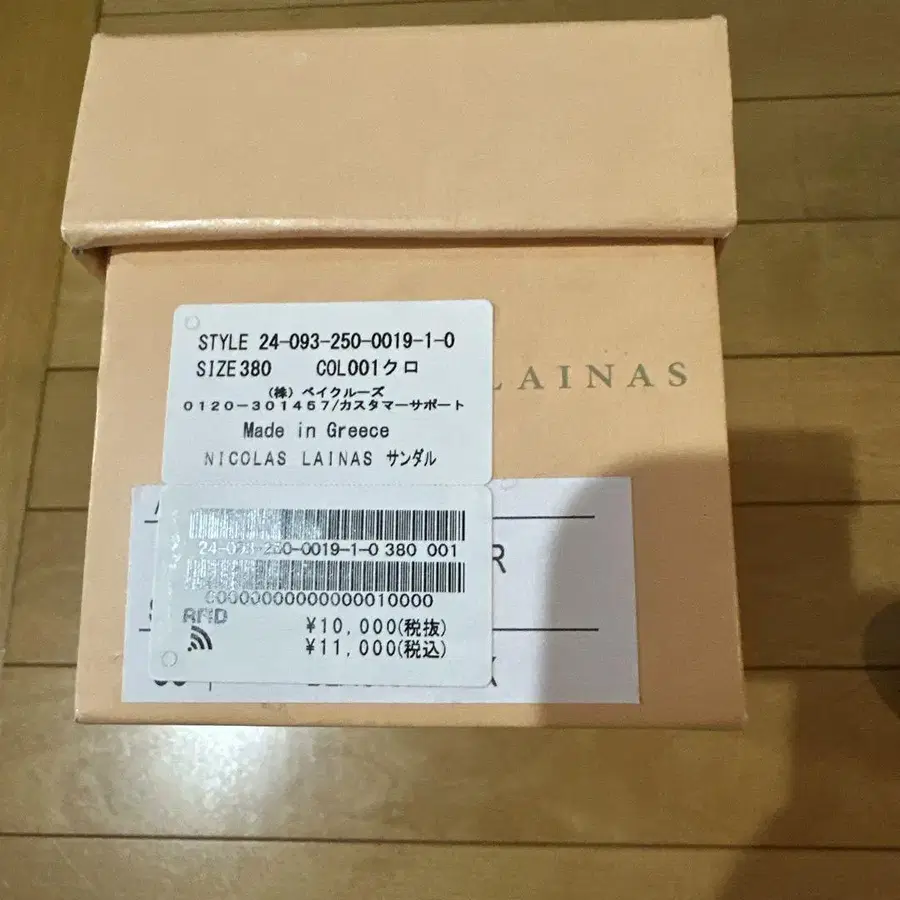 STYLE 24-093-250-0019-1-0
SIZE380 COL001クロ
(株) ベイクルーズ
0120-301457/カスタマーサポート
Made in Greece
NICOLAS LAINAS サンダル
LAINAS
24-093-250-0019-1-0 380 001
RFID
¥10,000(税抜)
¥11,000(税込)